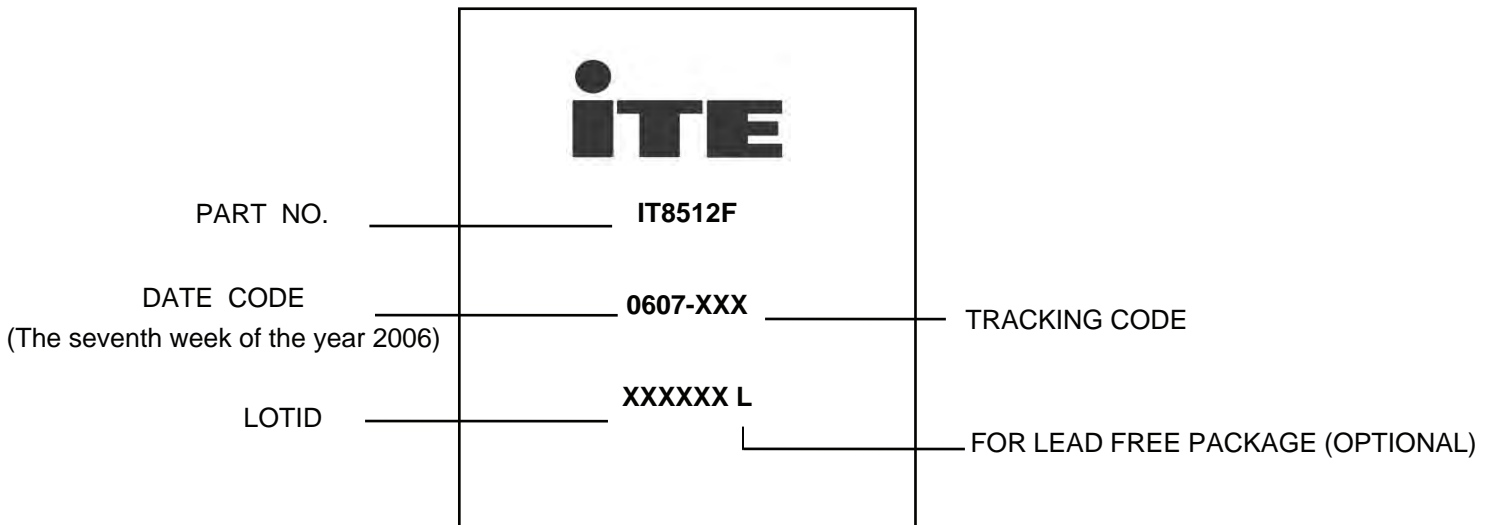 iTE
PART NO.
IT8512F
DATE CODE
(The seventh week of the year 2006)
0607-XXX
TRACKING CODE
LOTID
XXXXXX L
FOR LEAD FREE PACKAGE (OPTIONAL)